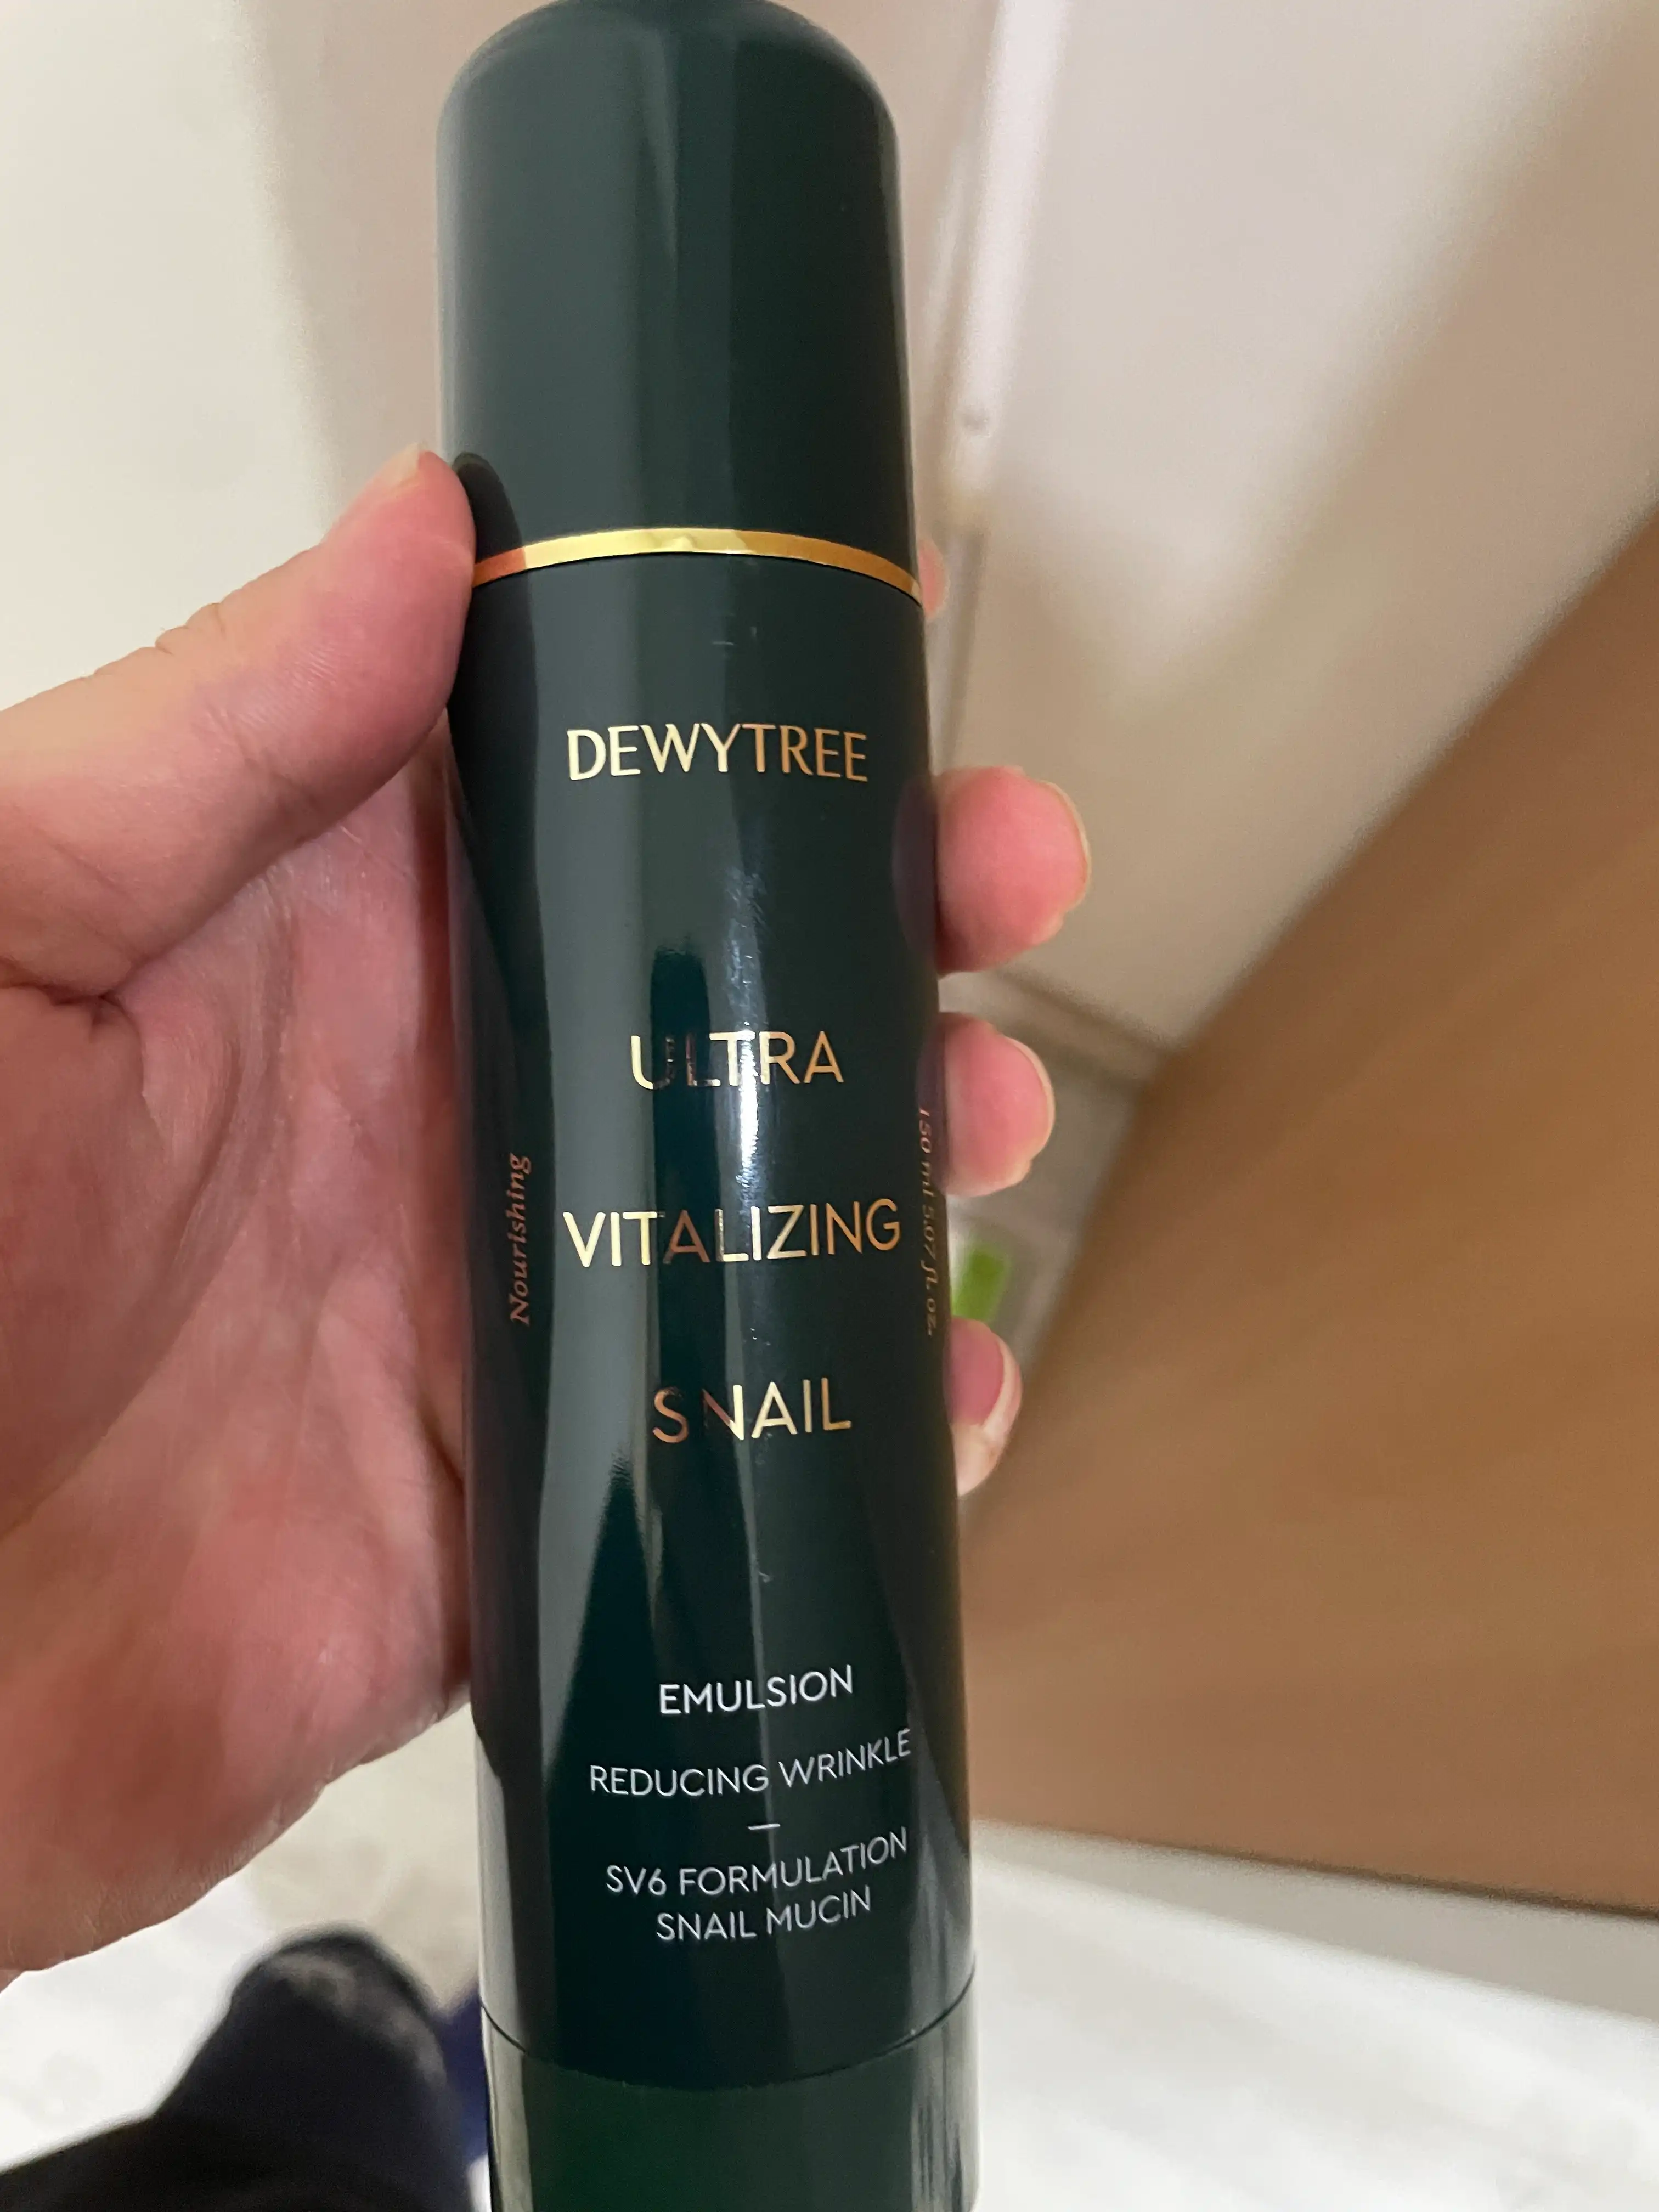 DEWYTREE
ULTRA
VITALIZING
SNAIL
Nourishing
150 ml 5.07 fl. oz.
EMULSION
REDUCING WRINKLE
—
SV6 FORMULATION
SNAIL MUCIN